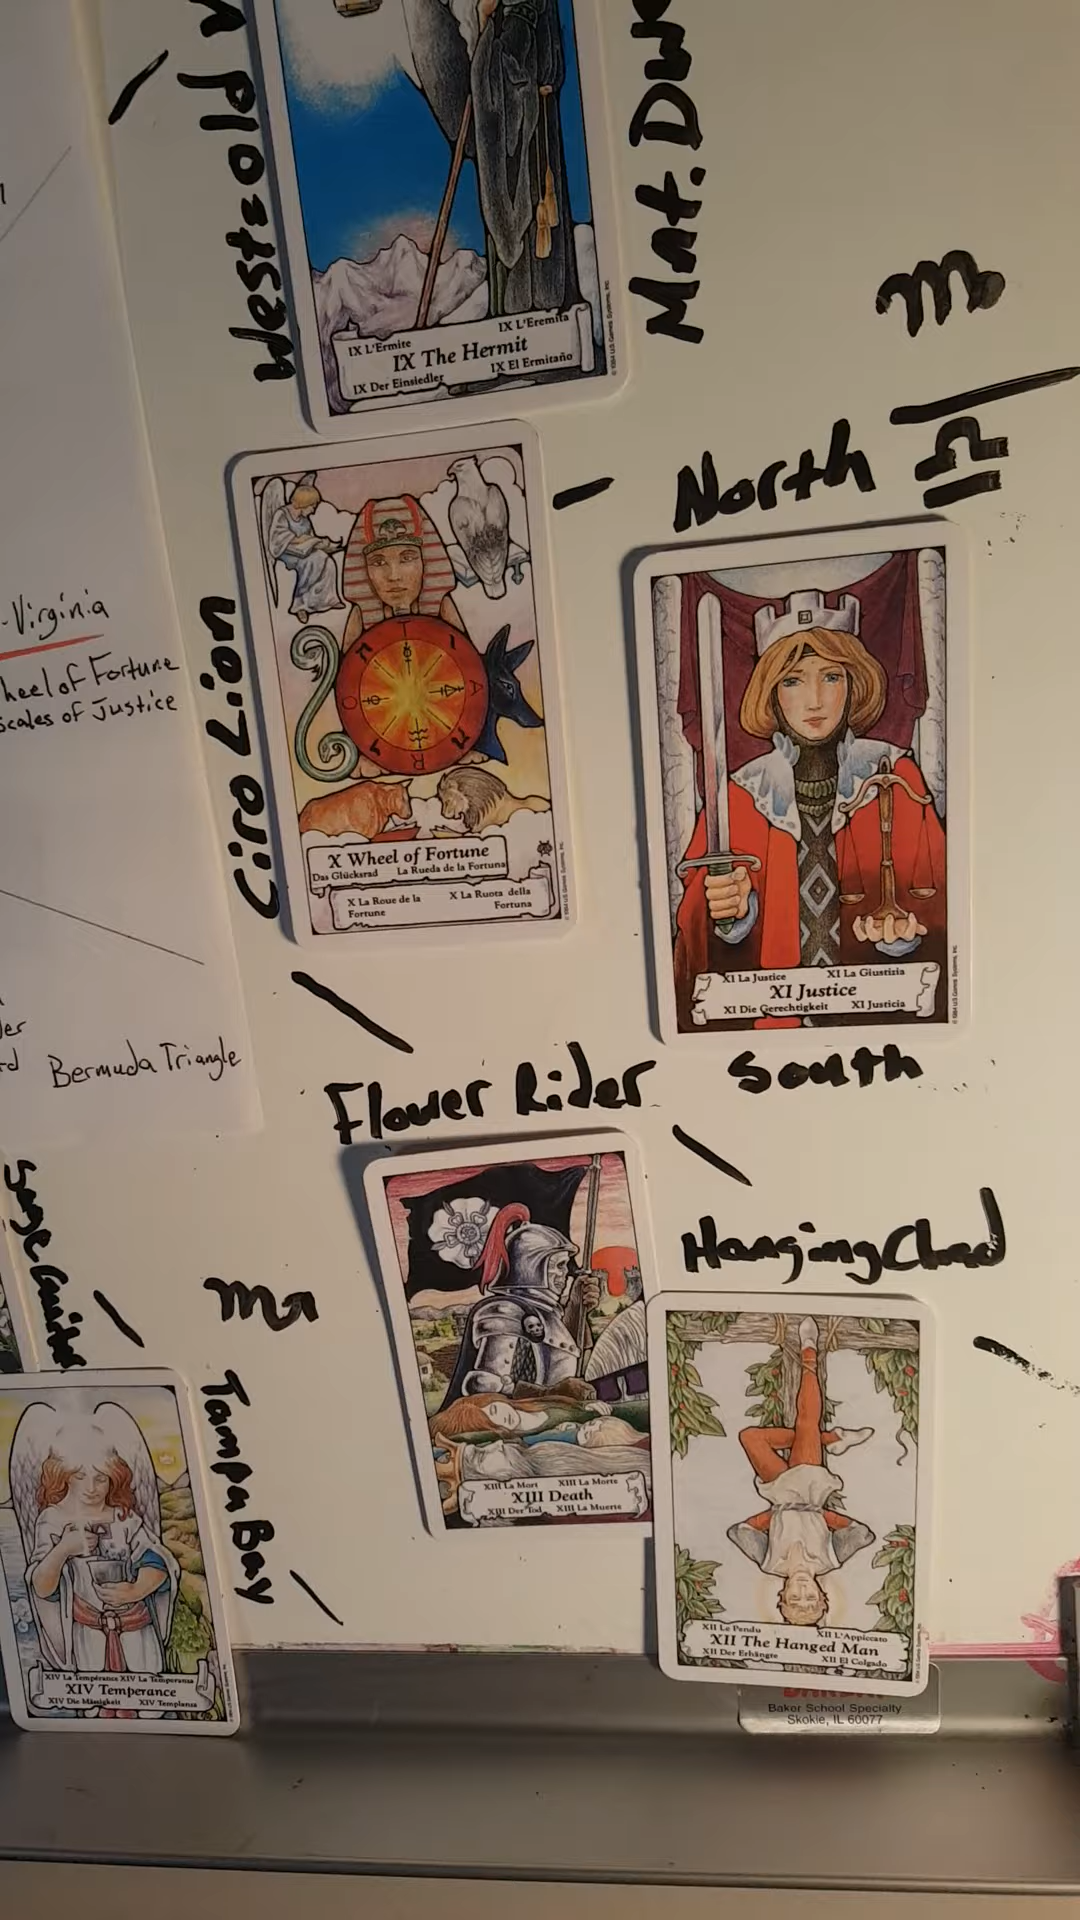 West=old
Mnt.
IX L'Ermite
IX L'Eremita
IX The Hermit
IX Der Einsiedler
IX El Ermitaño
North
Ciro Lion
-Virginia
heel of Fortune
scales of Justice
X Wheel of Fortune
Das Glücksrad
La Rueda de la Fortuna
X La Roue de la Fortune
X La Ruota della Fortuna
XI La Justice
XI La Giustizia
XI Justice
XI Die Gerechtigkeit
XI Justicia
Bermuda Triangle
Flower Rider
South
Hanging Chad
XIII La Mort
XIII La Morte
XIII Death
XIII Der Tod
XIII La Muerte
Tampa Bay
XII Le Pendu
XII L'Appiccato
XII The Hanged Man
XII Der Erhängte
XII El Colgado
XIV La Tempérance
XIV La Temperanza
XIV Temperance
XIV Die Mässigkeit
XIV Templanza
Baker School Specialty
Skokie, IL 60077